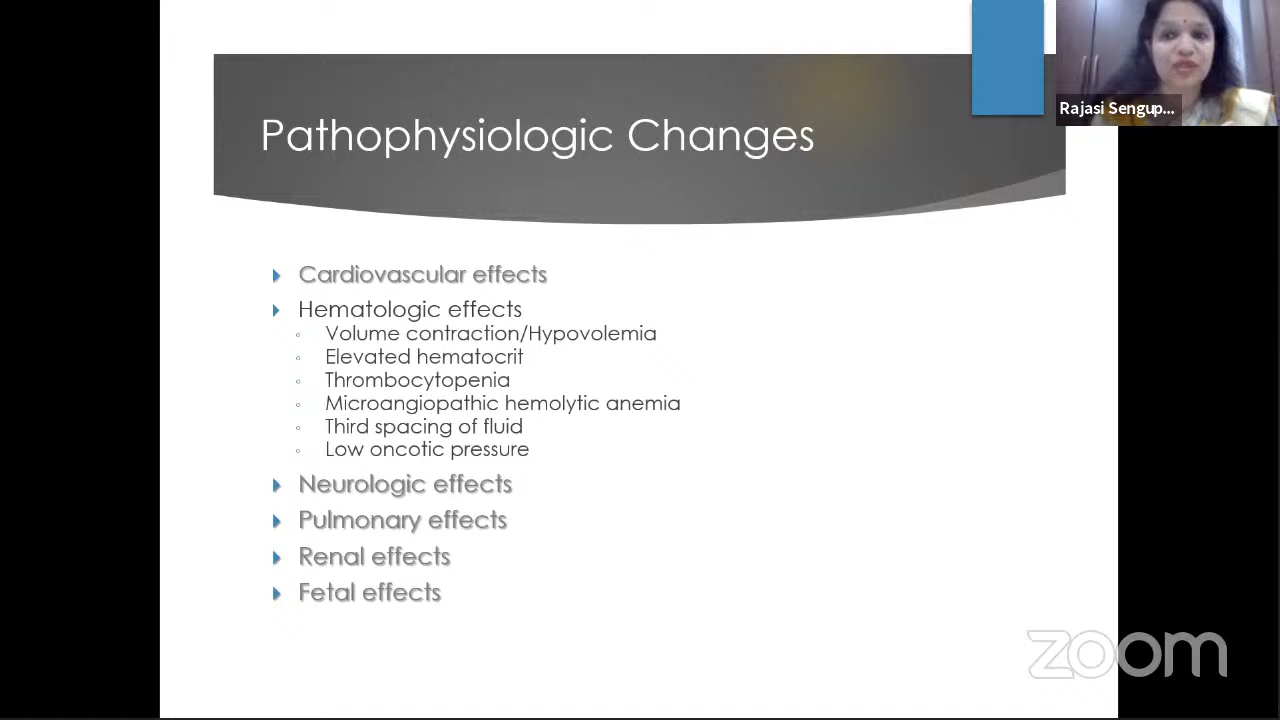 Pathophysiologic Changes
Rajasi Sengup...
Cardiovascular effects
Hematologic effects
Volume contraction/Hypovolemia
Elevated hematocrit
Thrombocytopenia
Microangiopathic hemolytic anemia
Third spacing of fluid
Low oncotic pressure
Neurologic effects
Pulmonary effects
Renal effects
Fetal effects
zoom